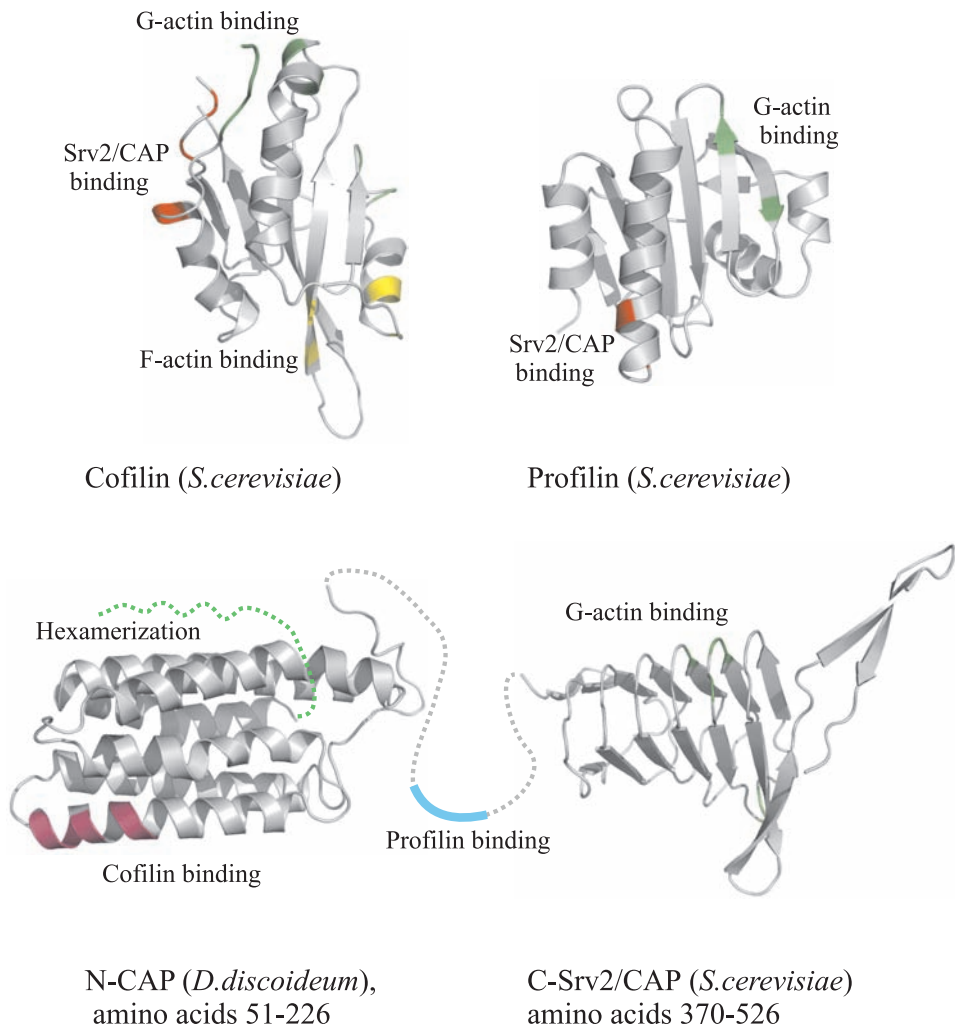 G-actin binding
Srv2/CAP
binding
F-actin binding
Cofilin (S.cerevisiae)
G-actin
binding
Srv2/CAP
binding
Profilin (S.cerevisiae)
Hexamerization
Cofilin binding
Profilin binding
G-actin binding
N-CAP (D.discoideum),
amino acids 51-226
C-Srv2/CAP (S.cerevisiae)
amino acids 370-526